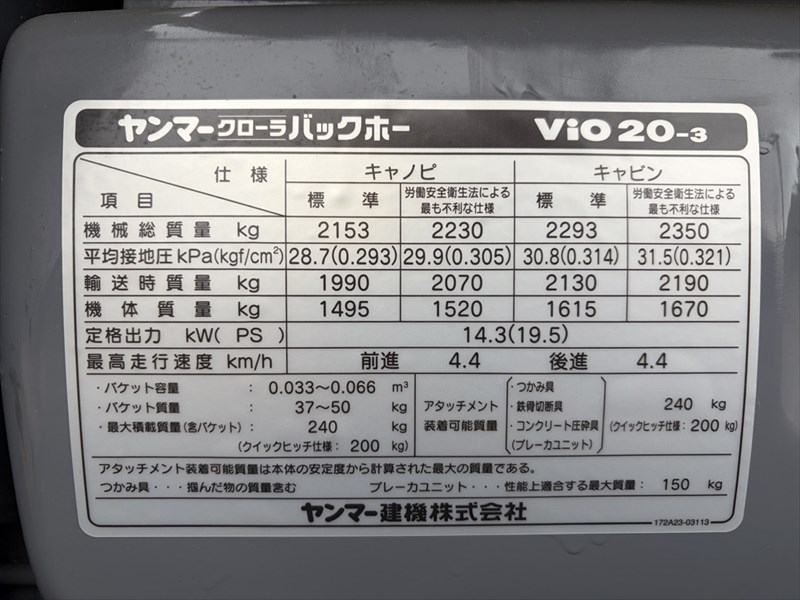 ヤンマークローラバックホー ViO20-3
仕様 キャノピ キャビン
項目 標準 労働安全衛生法による最も不利な仕様 標準 労働安全衛生法による最も不利な仕様
機械総質量 kg 2153 2230 2293 2350
平均接地圧kPa(kgf/cm²) 28.7(0.293) 29.9(0.305) 30.8(0.314) 31.5(0.321)
輸送時質量 kg 1990 2070 2130 2190
機体質量 kg 1495 1520 1615 1670
定格出力 kW( PS ) 14.3(19.5)
最高走行速度 km/h 前進 4.4 後進 4.4
・バケット容量 : 0.033〜0.066 m³
・バケット質量 : 37〜50 kg
・最大積載質量(含バケット) : 240 kg
(クイックヒッチ仕様: 200 kg)
アタッチメント装着可能質量
・つかみ具
・鉄骨切断具
・コンクリート圧砕具
(ブレーカユニット)
: 240 kg
(クイックヒッチ仕様: 200 kg)
アタッチメント装着可能質量は本体の安定度から計算された最大の質量である。
つかみ具・・・掴んだ物の質量含む ブレーカユニット・・・性能上適合する最大質量: 150 kg
ヤンマー建機株式会社
172A23-03113